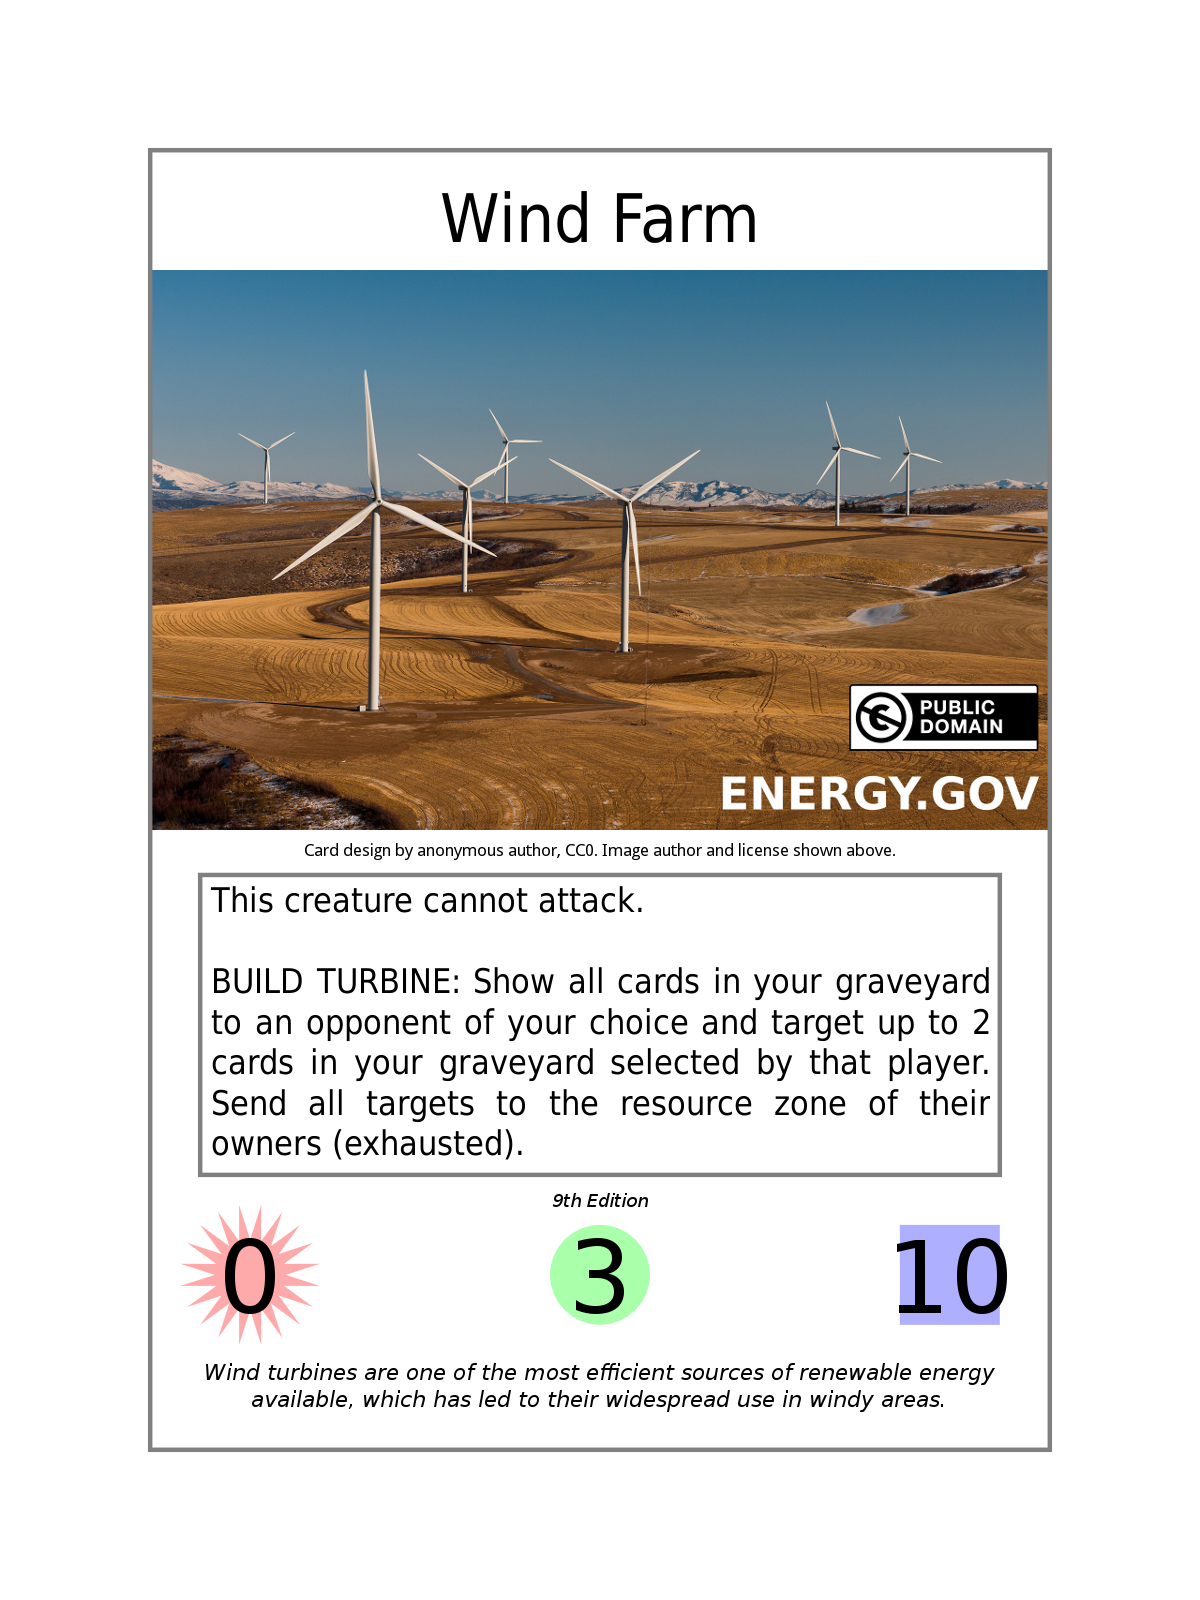 Wind Farm
PUBLIC
DOMAIN
ENERGY.GOV
Card design by anonymous author, CC0. Image author and license shown above.
This creature cannot attack.
BUILD TURBINE: Show all cards in your graveyard
to an opponent of your choice and target up to 2
cards in your graveyard selected by that player.
Send all targets to the resource zone of their
owners (exhausted).
9th Edition
0 3 10
Wind turbines are one of the most efficient sources of renewable energy
available, which has led to their widespread use in windy areas.